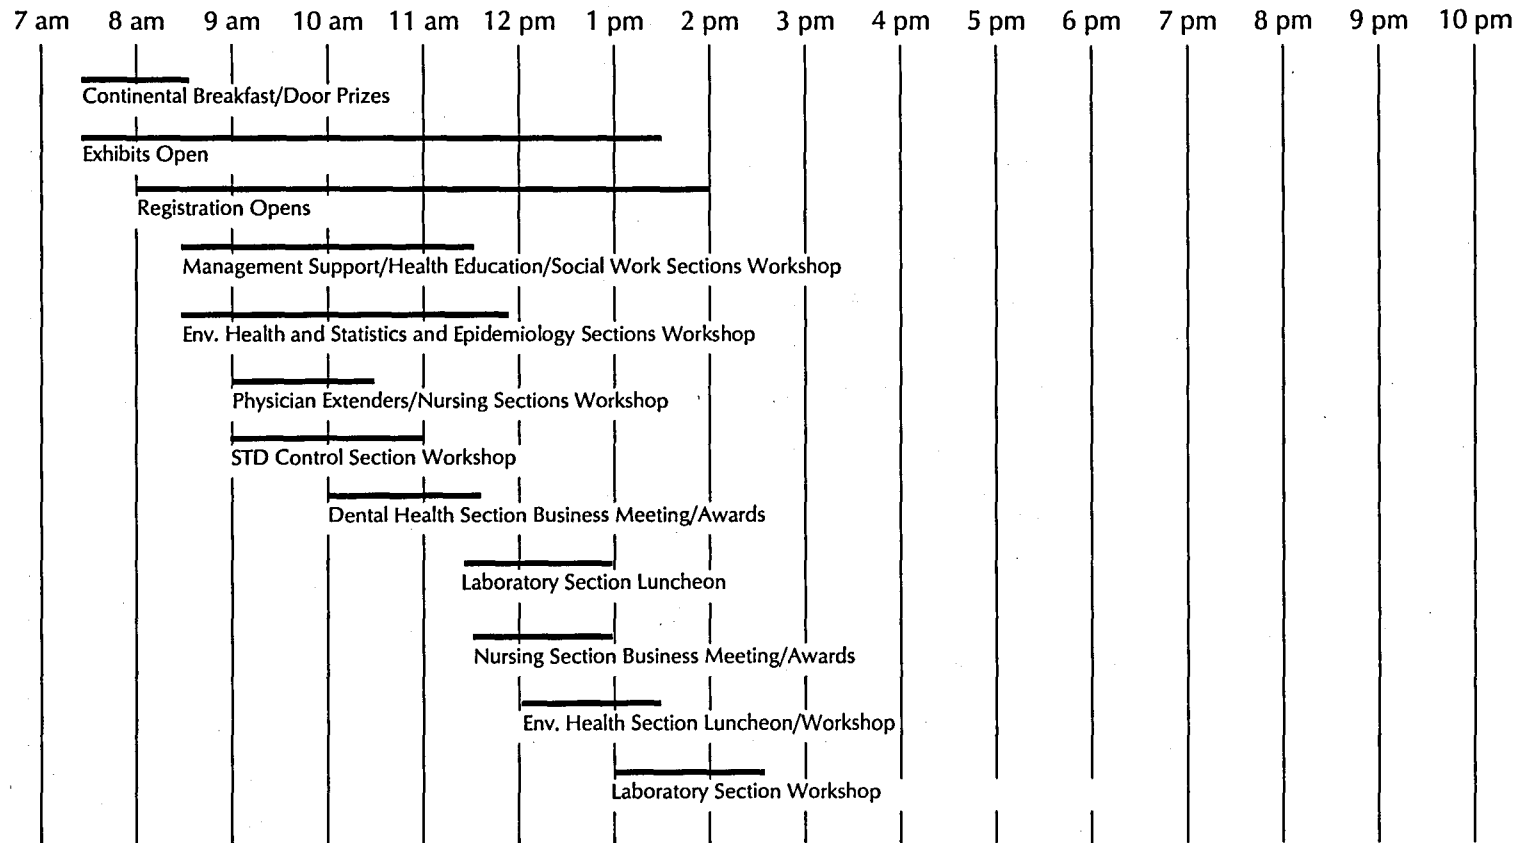 7 am 8 am 9 am 10 am 11 am 12 pm 1 pm 2 pm 3 pm 4 pm 5 pm 6 pm 7 pm 8 pm 9 pm 10 pm
Continental Breakfast/Door Prizes
Exhibits Open
Registration Opens
Management Support/Health Education/Social Work Sections Workshop
Env. Health and Statistics and Epidemiology Sections Workshop
Physician Extenders/Nursing Sections Workshop
STD Control Section Workshop
Dental Health Section Business Meeting/Awards
Laboratory Section Luncheon
Nursing Section Business Meeting/Awards
Env. Health Section Luncheon/Workshop
Laboratory Section Workshop